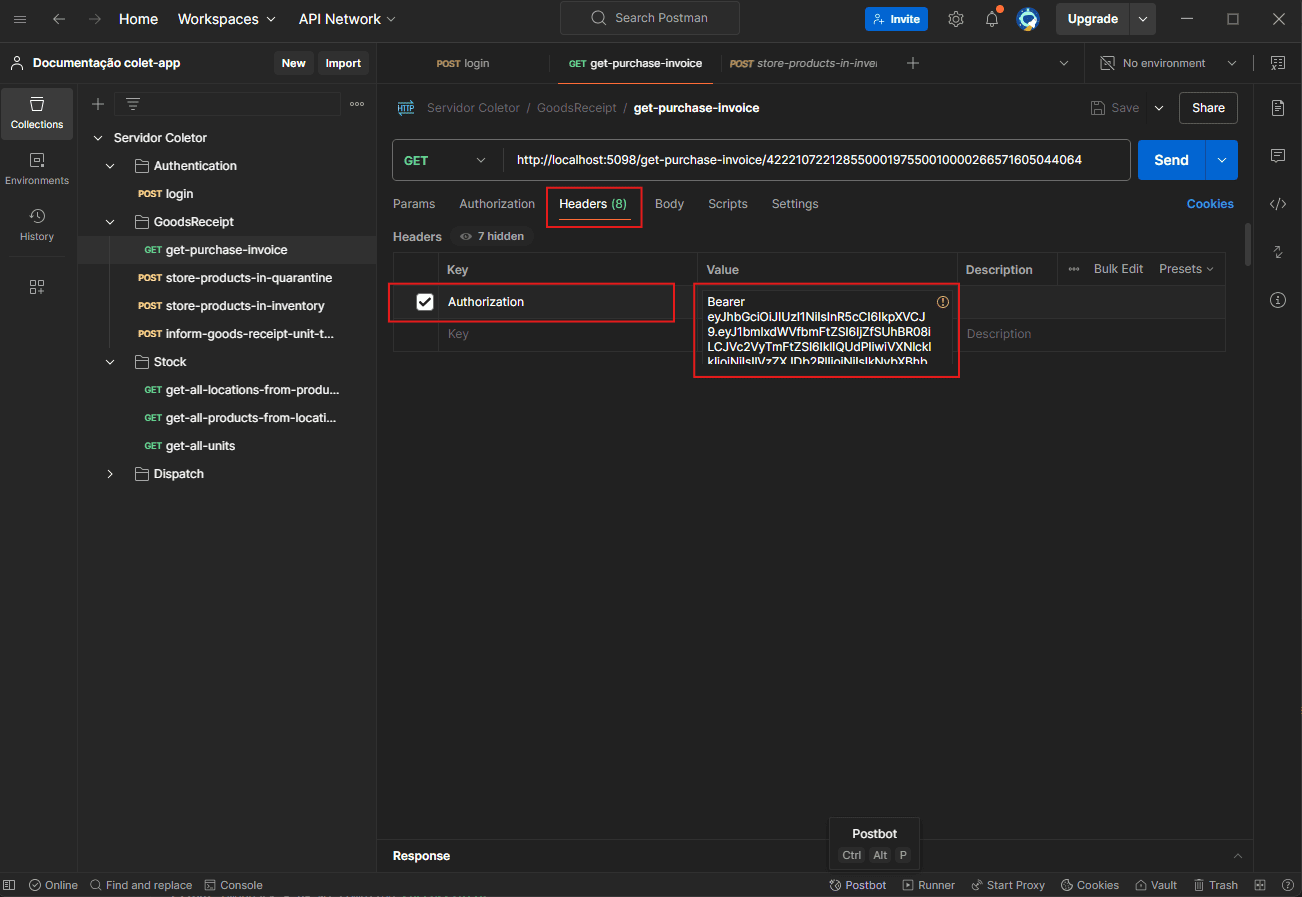 Home Workspaces API Network Search Postman Invite Upgrade
Documentação colet-app New Import POST login GET get-purchase-invoice POST store-products-in-inver No environment
Collections
Environments
History
Servidor Coletor
Authentication
POST login
GoodsReceipt
GET get-purchase-invoice
POST store-products-in-quarantine
POST store-products-in-inventory
POST inform-goods-receipt-unit-t...
Stock
GET get-all-locations-from-produ...
GET get-all-products-from-locati...
GET get-all-units
Dispatch
HTTP Servidor Coletor / GoodsReceipt / get-purchase-invoice Save Share
GET http://localhost:5098/get-purchase-invoice/42221072212855000197550010000266571605044064 Send
Params Authorization Headers (8) Body Scripts Settings Cookies
Headers 7 hidden
Key Value Description Bulk Edit Presets
Authorization
Bearer
eyJhbGciOiJIUzI1NiIsInR5cCI6IkpXVCJ
Key Description
Response
Postbot
Ctrl Alt P
Online Find and replace Console Postbot Runner Start Proxy Cookies Vault Trash